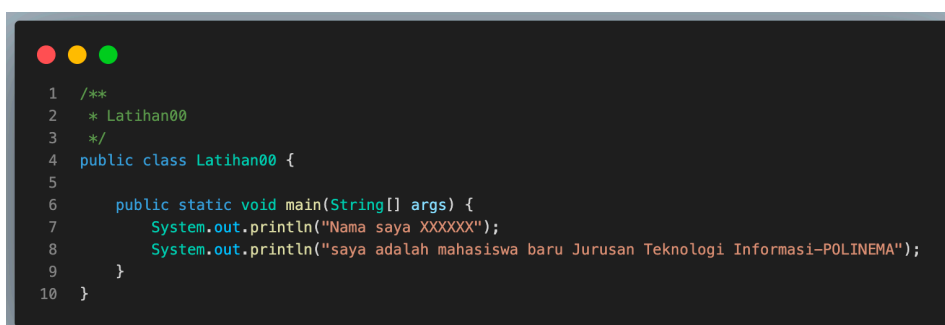 1 /**
2 * Latihan00
3 */
4 public class Latihan00 {
5
6 public static void main(String[] args) {
7 System.out.println("Nama saya XXXXXX");
8 System.out.println("saya adalah mahasiswa baru Jurusan Teknologi Informasi-POLINEMA");
9 }
10 }